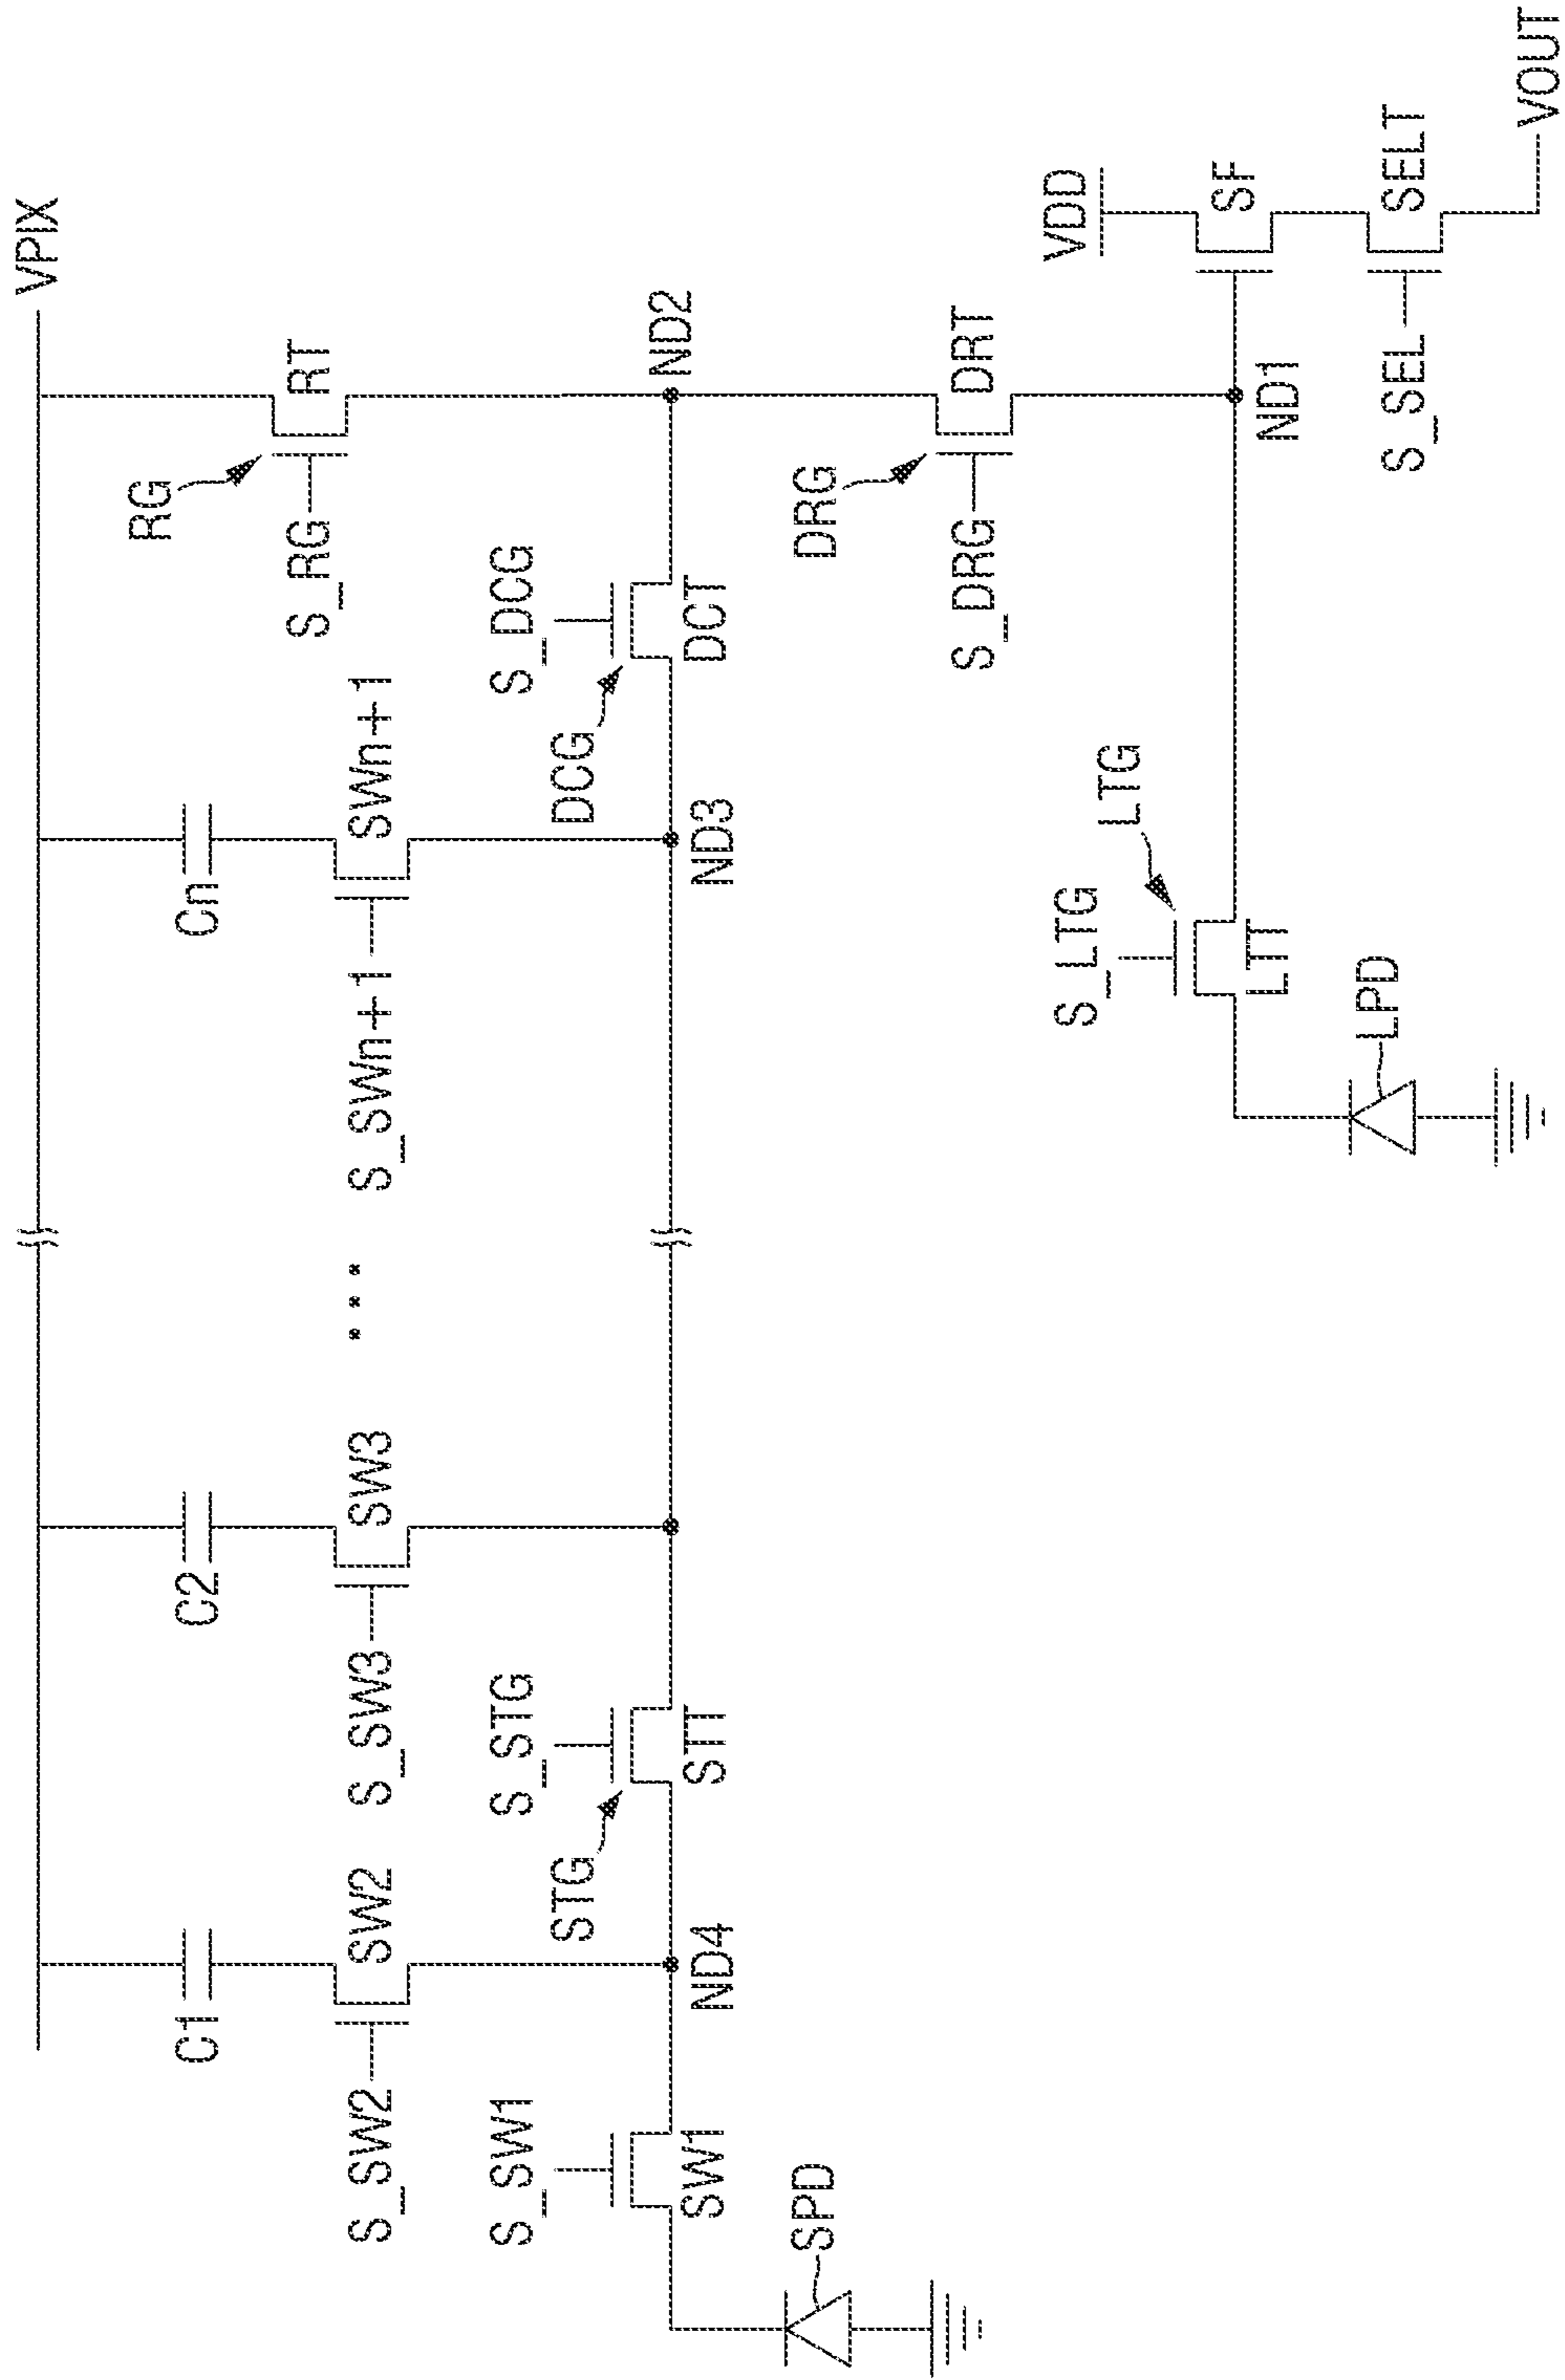 VPIX
C1
C2
Cn
RG
S_SW2
SW2
S_SW3
SW3
...
S_SWn+1
SWn+1
S_RG
RT
S_SW1
S_STG
S_DCG
STG
DCG
SW1
ND4
STT
ND3
DCT
ND2
SPD
DRG
S_DRG
DRT
VDD
S_LTG
LTG
LTT
ND1
SF
LPD
S_SEL
SELT
VOUT